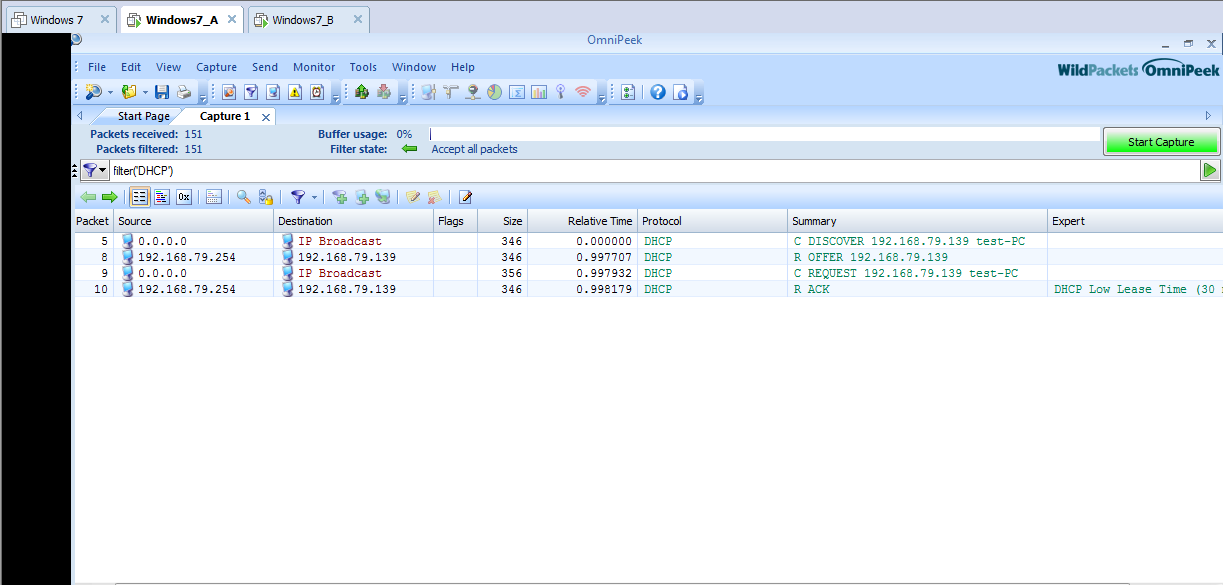 Windows 7 Windows7_A Windows7_B
OmniPeek
File Edit View Capture Send Monitor Tools Window Help
WildPackets OmniPeek
Start Page Capture 1
Packets received: 151 Buffer usage: 0%
Packets filtered: 151 Filter state: Accept all packets
Start Capture
filter('DHCP')
0x
Packet Source Destination Flags Size Relative Time Protocol Summary Expert
5 0.0.0.0 IP Broadcast 346 0.000000 DHCP C DISCOVER 192.168.79.139 test-PC
8 192.168.79.254 192.168.79.139 346 0.997707 DHCP R OFFER 192.168.79.139
9 0.0.0.0 IP Broadcast 356 0.997932 DHCP C REQUEST 192.168.79.139 test-PC
10 192.168.79.254 192.168.79.139 346 0.998179 DHCP R ACK DHCP Low Lease Time (30